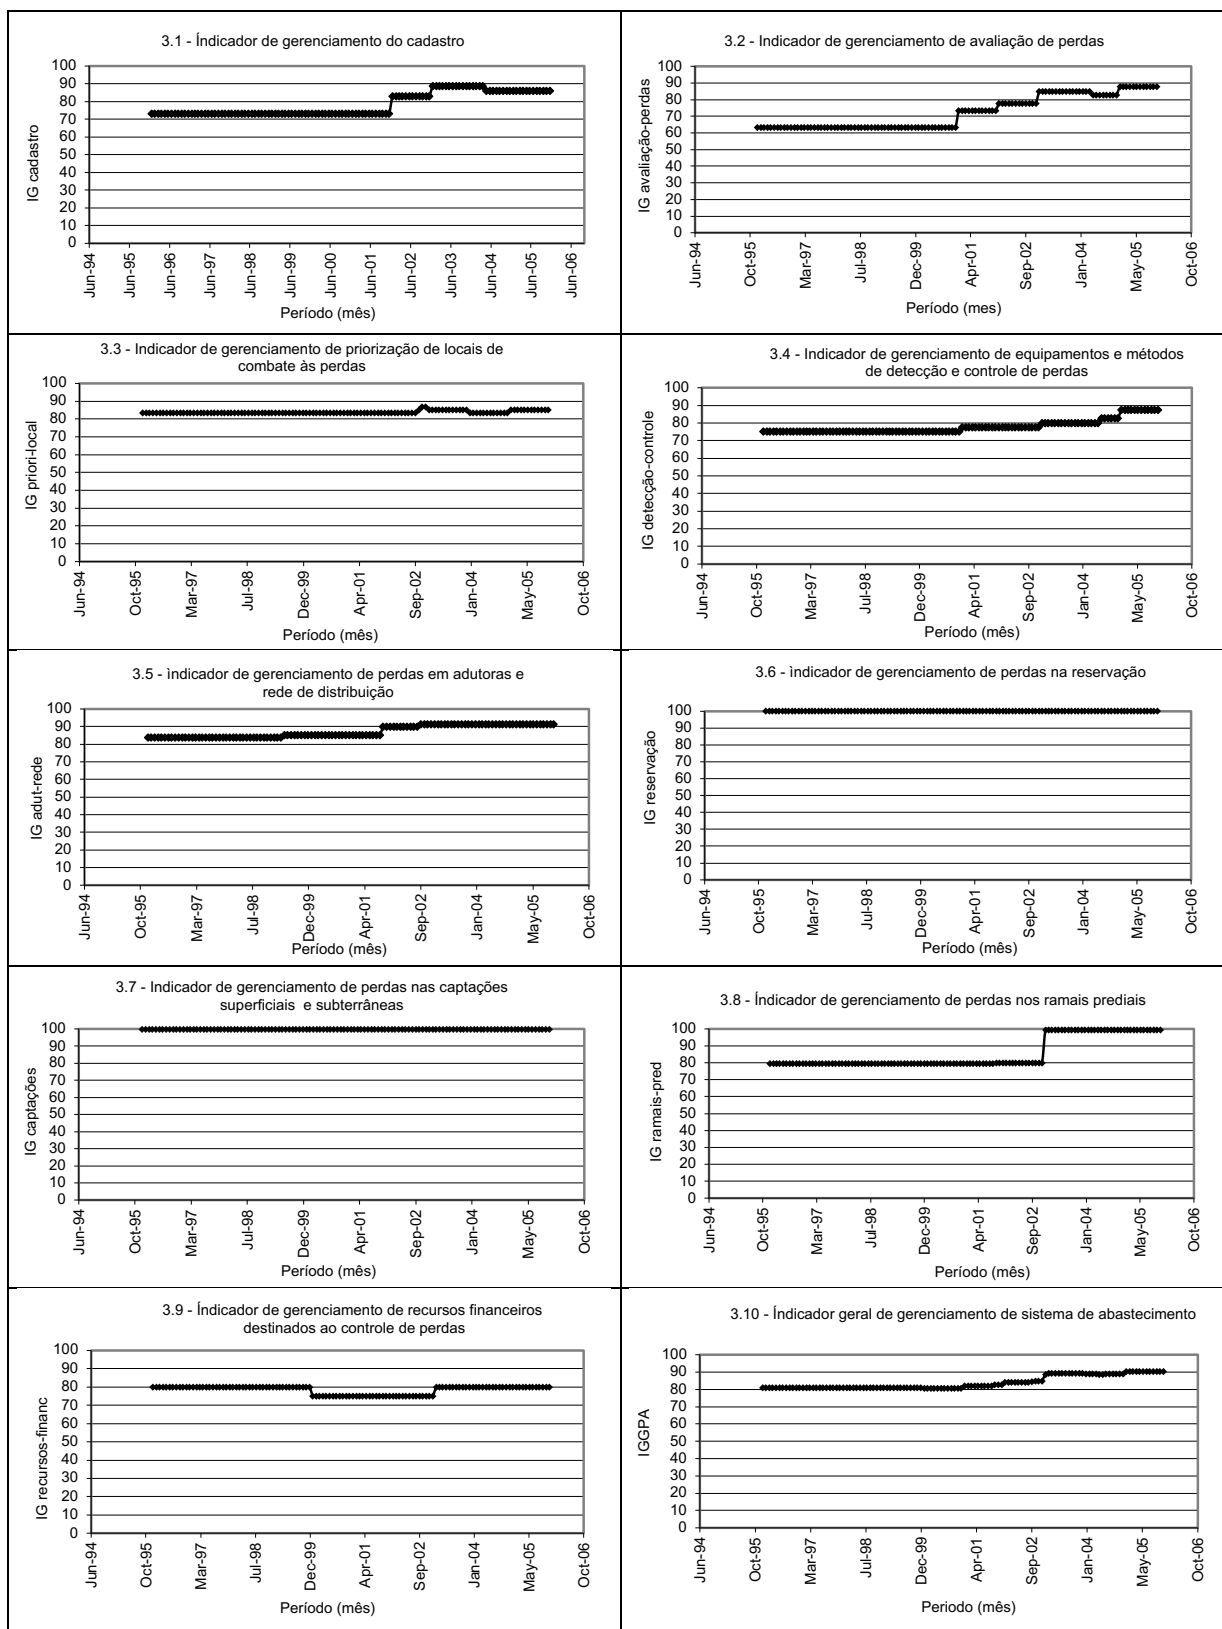 3.1 - Índicador de gerenciamento do cadastro
100
90
80
70
60
50
40
30
20
10
0
IG cadastro
Jun-94
Jun-95
Jun-96
Jun-97
Jun-98
Jun-99
Jun-00
Jun-01
Jun-02
Jun-03
Jun-04
Jun-05
Jun-06
Período (mês)
3.2 - Indicador de gerenciamento de avaliação de perdas
100
90
80
70
60
50
40
30
20
10
0
IG avaliação-perdas
Jun-94
Oct-95
Mar-97
Jul-98
Dec-99
Apr-01
Sep-02
Jan-04
May-05
Oct-06
Período (mes)
3.3 - Indicador de gerenciamento de priorização de locais de
combate às perdas
100
90
80
70
60
50
40
30
20
10
0
IG priori-local
Jun-94
Oct-95
Mar-97
Jul-98
Dec-99
Apr-01
Sep-02
Jan-04
May-05
Oct-06
Período (mês)
3.4 - Indicador de gerenciamento de equipamentos e métodos
de detecção e controle de perdas
100
90
80
70
60
50
40
30
20
10
0
IG detecção-controle
Jun-94
Oct-95
Mar-97
Jul-98
Dec-99
Apr-01
Sep-02
Jan-04
May-05
Oct-06
Período (mês)
3.5 - ìndicador de gerenciamento de perdas em adutoras e
rede de distribuição
100
90
80
70
60
50
40
30
20
10
0
IG adut-rede
Jun-94
Oct-95
Mar-97
Jul-98
Dec-99
Apr-01
Sep-02
Jan-04
May-05
Oct-06
Período (mês)
3.6 - ìndicador de gerenciamento de perdas na reservação
100
90
80
70
60
50
40
30
20
10
0
IG reservação
Jun-94
Oct-95
Mar-97
Jul-98
Dec-99
Apr-01
Sep-02
Jan-04
May-05
Oct-06
Período (mês)
3.7 - Indicador de gerenciamento de perdas nas captações
superficiais e subterrâneas
100
90
80
70
60
50
40
30
20
10
0
IG captações
Jun-94
Oct-95
Mar-97
Jul-98
Dec-99
Apr-01
Sep-02
Jan-04
May-05
Oct-06
Período (mês)
3.8 - Índicador de gerenciamento de perdas nos ramais prediais
100
90
80
70
60
50
40
30
20
10
0
IG ramais-pred
Jun-94
Oct-95
Mar-97
Jul-98
Dec-99
Apr-01
Sep-02
Jan-04
May-05
Oct-06
Período (mês)
3.9 - Índicador de gerenciamento de recursos financeiros
destinados ao controle de perdas
100
90
80
70
60
50
40
30
20
10
0
IG recursos-financ
Jun-94
Oct-95
Mar-97
Jul-98
Dec-99
Apr-01
Sep-02
Jan-04
May-05
Oct-06
Período (mês)
3.10 - Índicador geral de gerenciamento de sistema de abastecimento
100
90
80
70
60
50
40
30
20
10
0
IGGPA
Jun-94
Oct-95
Mar-97
Jul-98
Dec-99
Apr-01
Sep-02
Jan-04
May-05
Oct-06
Periodo (mês)